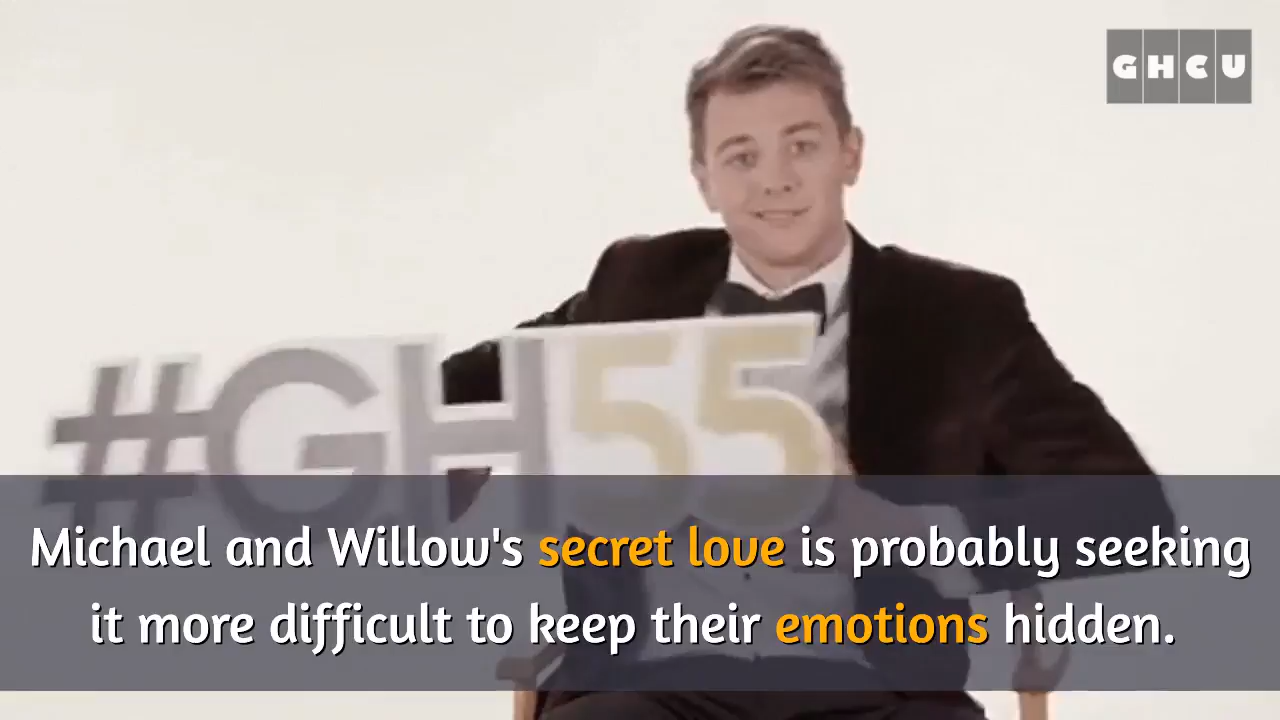 GHCU
#GH55
Michael and Willow's secret love is probably seeking
it more difficult to keep their emotions hidden.